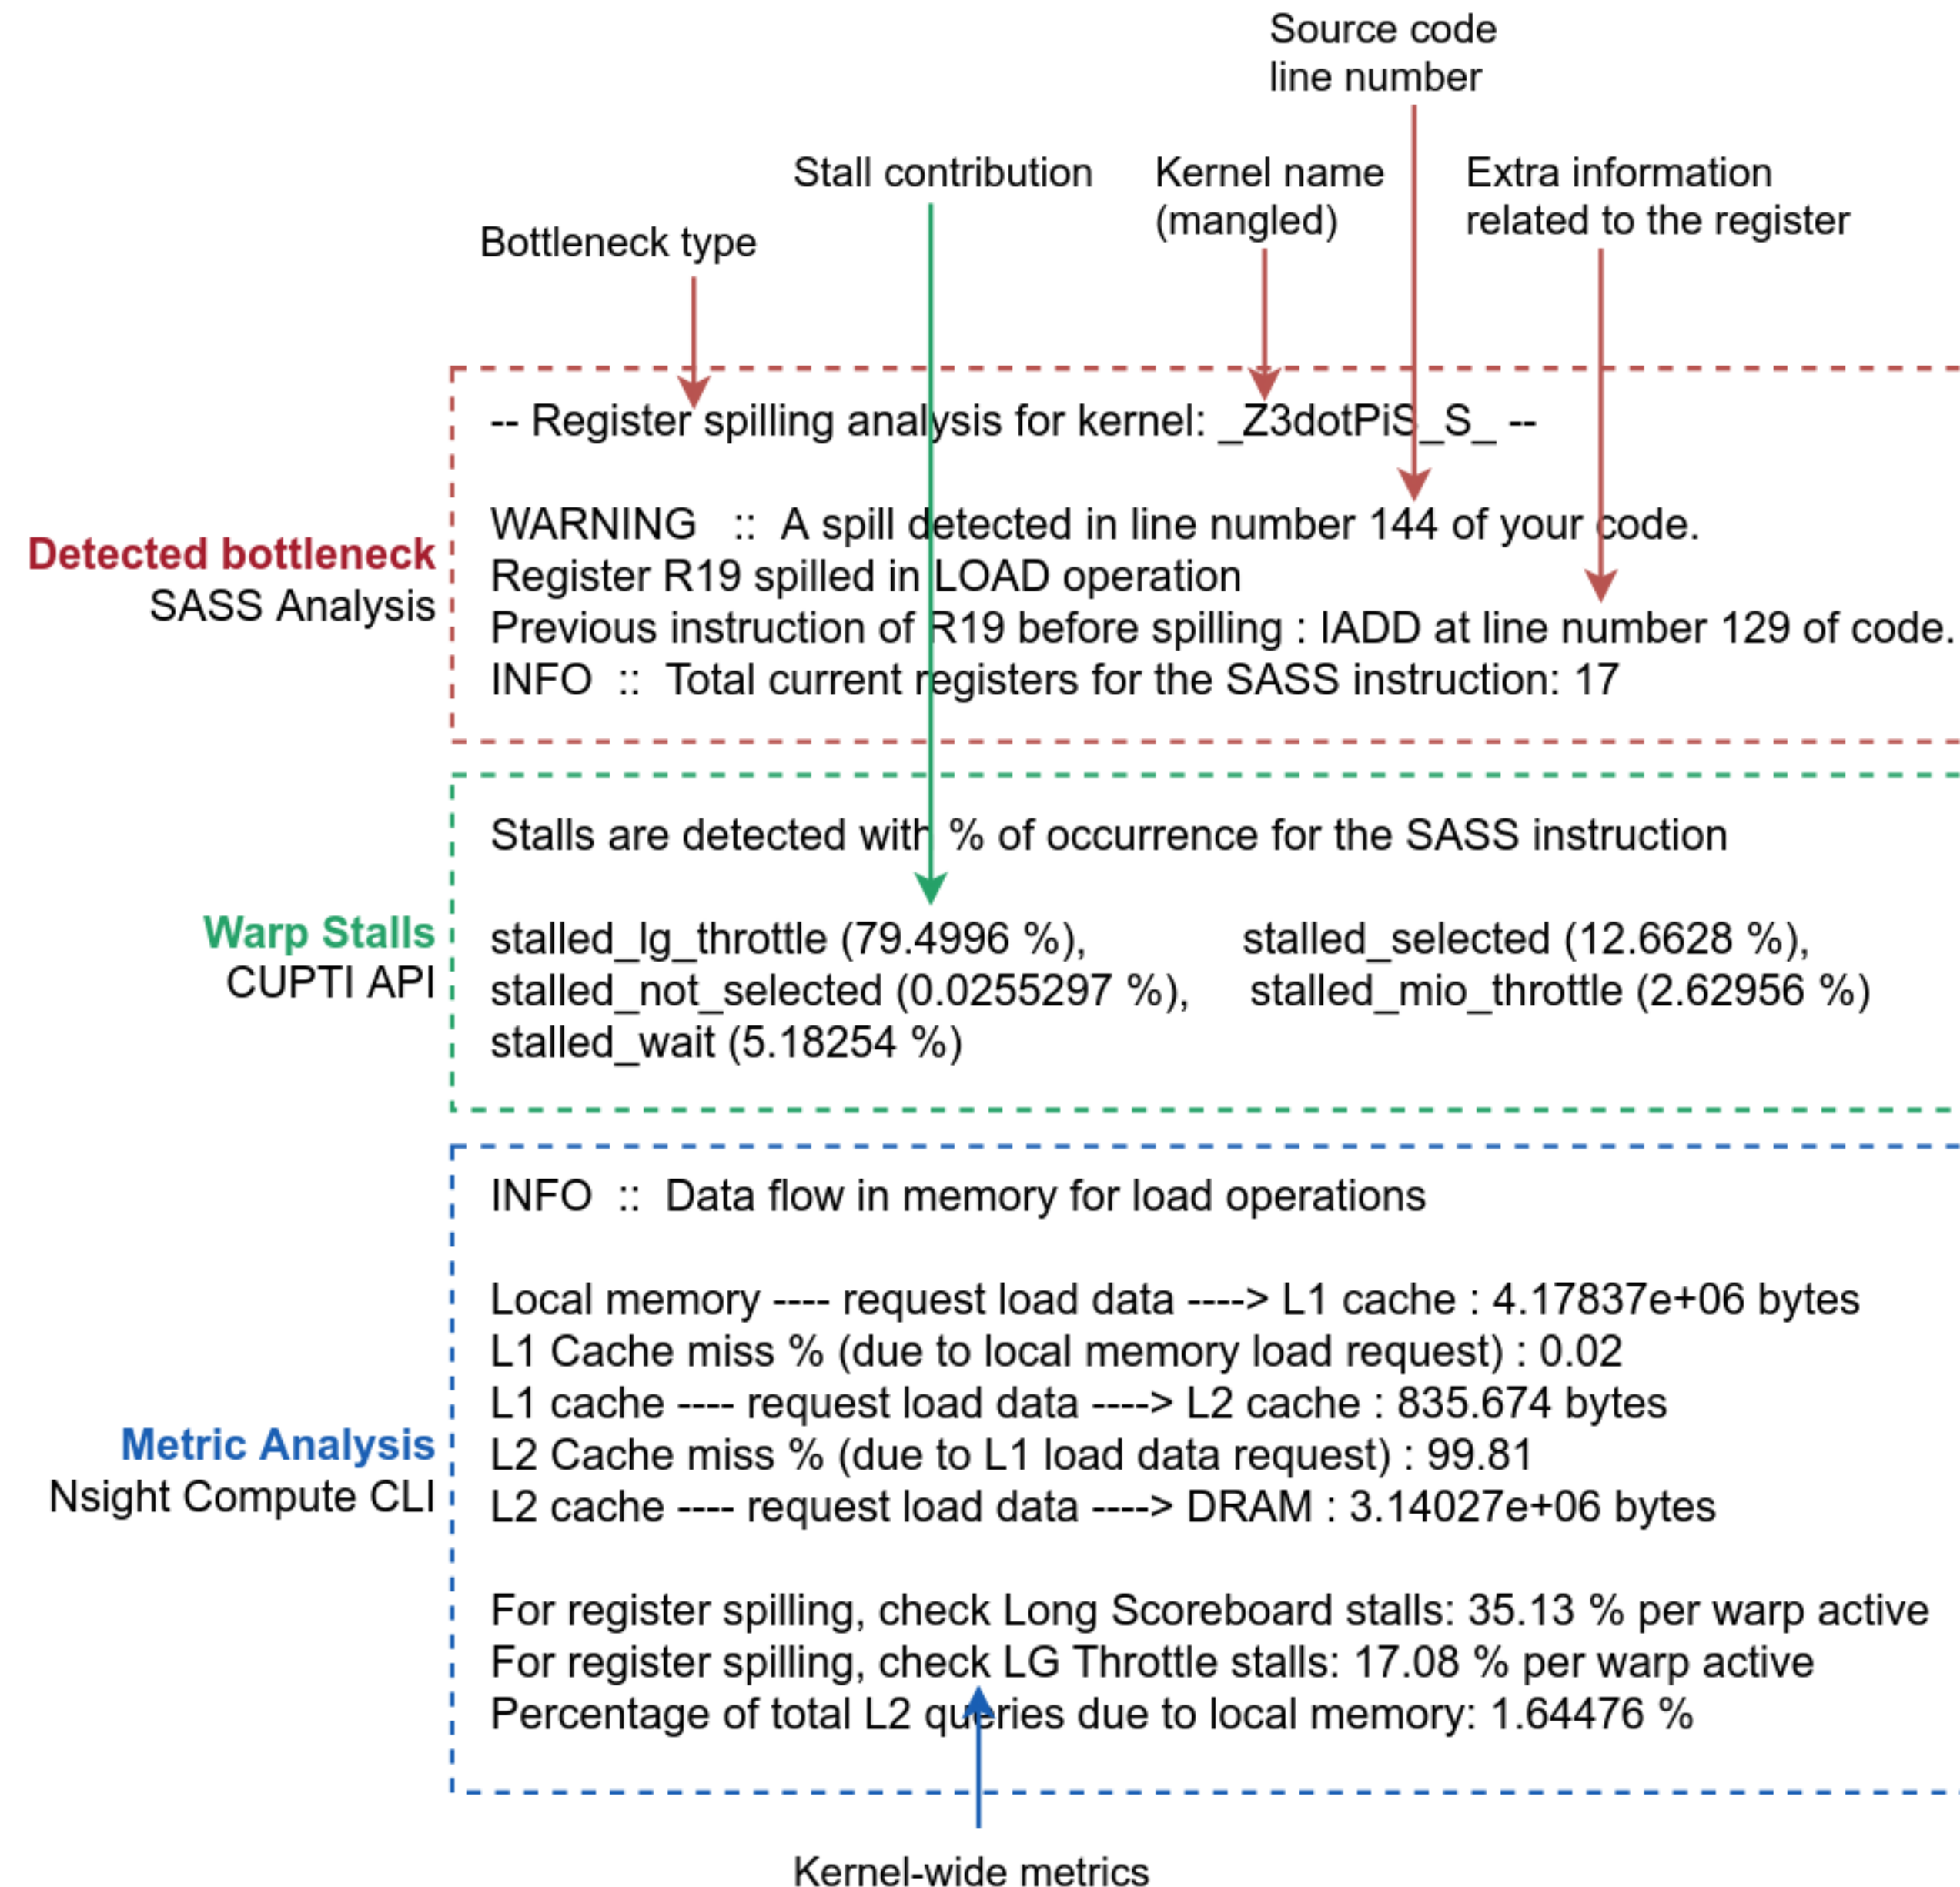 Source code
line number
Stall contribution
Kernel name
(mangled)
Extra information
related to the register
Bottleneck type
-- Register spilling analysis for kernel: _Z3dotPiS_S_ --
WARNING :: A spill detected in line number 144 of your code.
Register R19 spilled in LOAD operation
Previous instruction of R19 before spilling : IADD at line number 129 of code.
INFO :: Total current registers for the SASS instruction: 17
Detected bottleneck
SASS Analysis
Stalls are detected with % of occurrence for the SASS instruction
stalled_lg_throttle (79.4996 %), stalled_selected (12.6628 %),
stalled_not_selected (0.0255297 %), stalled_mio_throttle (2.62956 %)
stalled_wait (5.18254 %)
Warp Stalls
CUPTI API
INFO :: Data flow in memory for load operations
Local memory ---- request load data ----> L1 cache : 4.17837e+06 bytes
L1 Cache miss % (due to local memory load request) : 0.02
L1 cache ---- request load data ----> L2 cache : 835.674 bytes
L2 Cache miss % (due to L1 load data request) : 99.81
L2 cache ---- request load data ----> DRAM : 3.14027e+06 bytes
For register spilling, check Long Scoreboard stalls: 35.13 % per warp active
For register spilling, check LG Throttle stalls: 17.08 % per warp active
Percentage of total L2 queries due to local memory: 1.64476 %
Metric Analysis
Nsight Compute CLI
Kernel-wide metrics